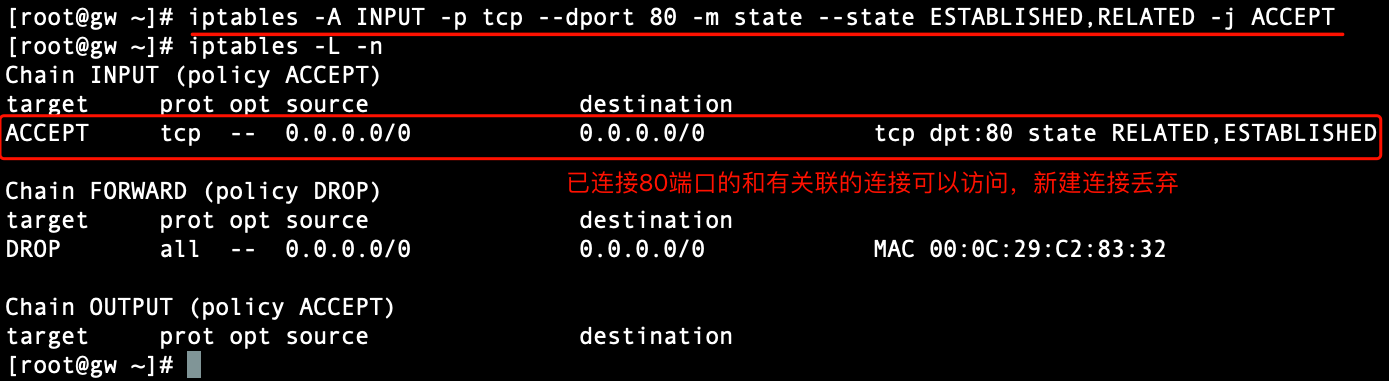 [root@gw ~]# iptables -A INPUT -p tcp --dport 80 -m state --state ESTABLISHED,RELATED -j ACCEPT
[root@gw ~]# iptables -L -n
Chain INPUT (policy ACCEPT)
target     prot opt source               destination
ACCEPT     tcp  --  0.0.0.0/0            0.0.0.0/0            tcp dpt:80 state RELATED,ESTABLISHED
已连接80端口的和有关联的连接可以访问，新建连接丢弃
Chain FORWARD (policy DROP)
target     prot opt source               destination
DROP       all  --  0.0.0.0/0            0.0.0.0/0            MAC 00:0C:29:C2:83:32
Chain OUTPUT (policy ACCEPT)
target     prot opt source               destination
[root@gw ~]#